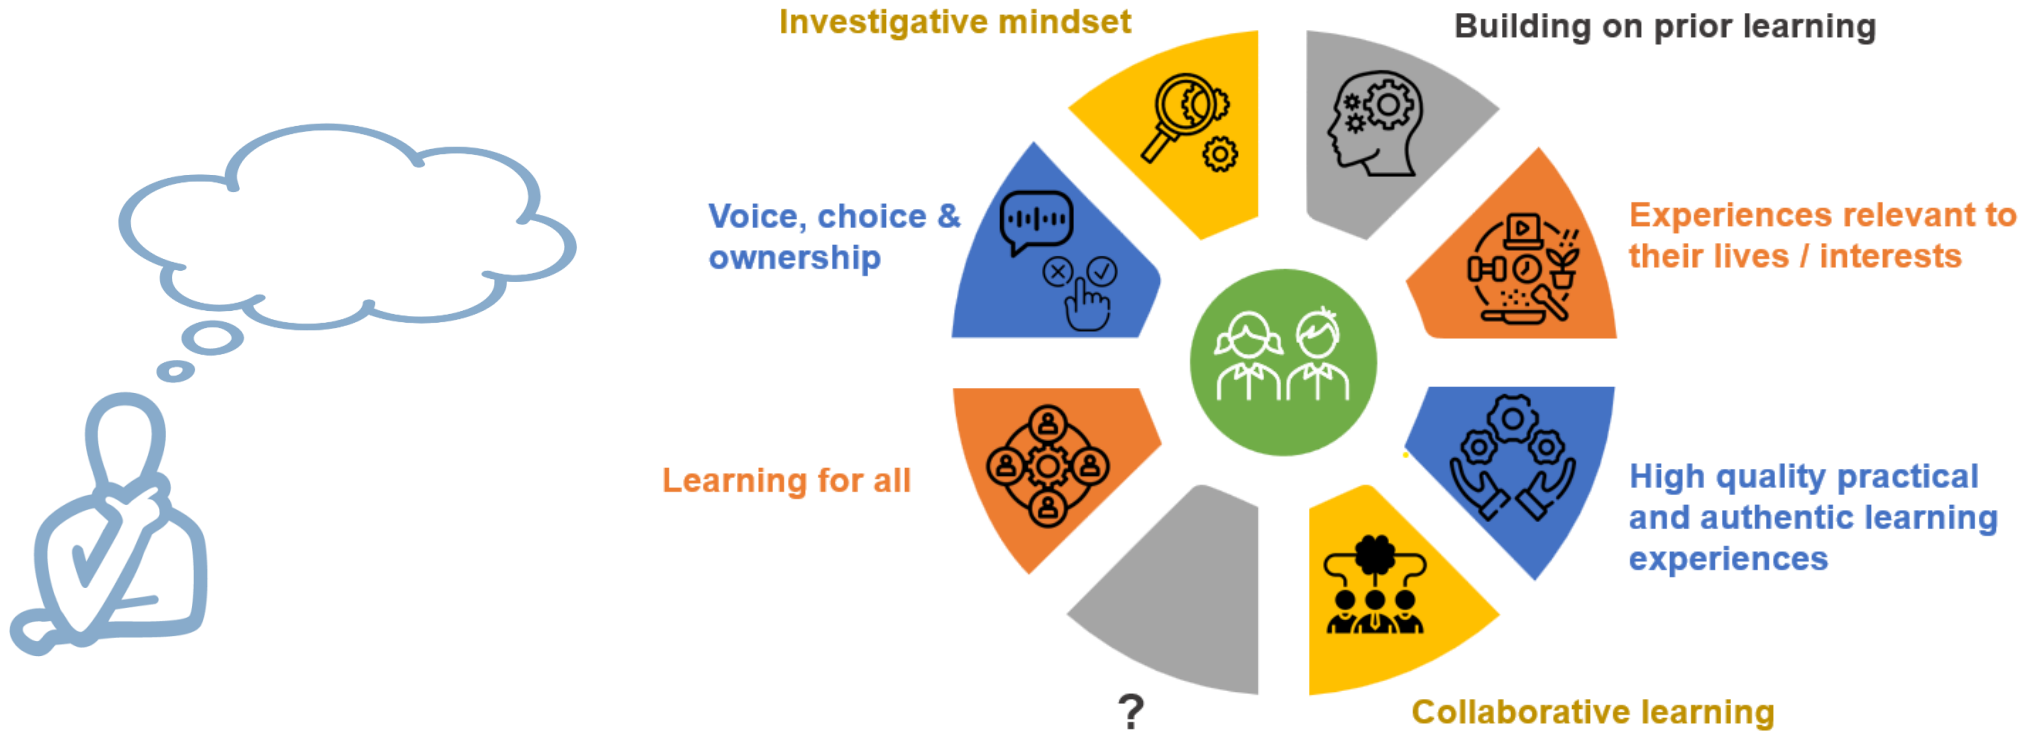 Investigative mindset
Building on prior learning
Voice, choice &
ownership
Experiences relevant to
their lives / interests
Learning for all
High quality practical
and authentic learning
experiences
?
Collaborative learning